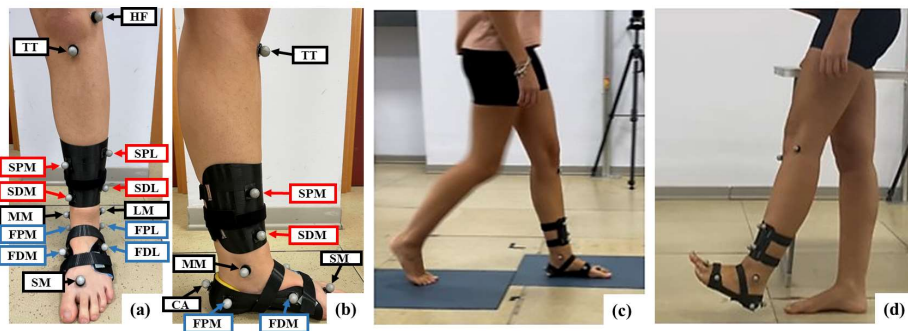 HF
TT
SPL
SPM
SDL
SDM
LM
MM
FPL
FPM
FDL
FDM
SM
(a)
TT
SPM
SDM
SM
MM
CA
FPM
FDM
(b)
(c)
(d)